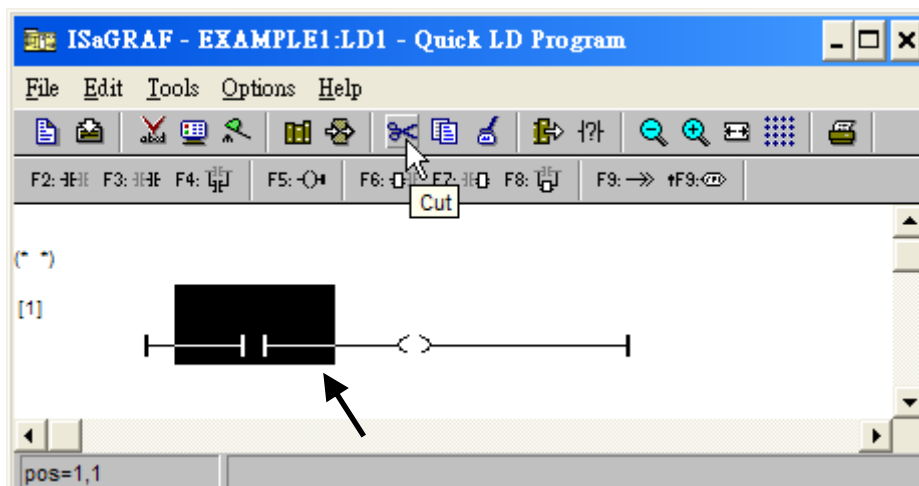 ISaGRAF - EXAMPLE1:LD1 - Quick LD Program
File Edit Tools Options Help
F2: F3: F4: F5: F6: F7: F8: F9: F9:
Cut
(* *)
[1]
pos=1,1